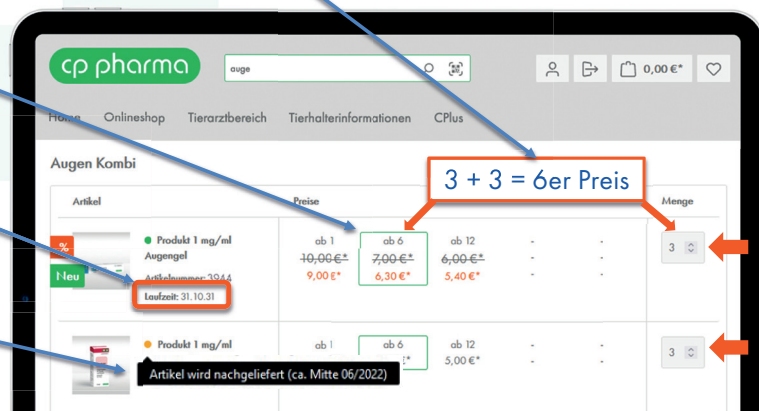 cp pharma
auge
0,00 €*
Home Onlineshop Tierarztbereich Tierhalterinformationen CPlus
Augen Kombi
3 + 3 = 6er Preis
Artikel Preise Menge
%
Neu
Produkt 1 mg/ml
Augengel
Artikelnummer: 3944
Laufzeit: 31.10.31
ab 1 ab 6 ab 12 - -
10,00 €* 7,00 €* 6,00 €* - -
9,00 €* 6,30 €* 5,40 €* - -
3
Produkt 1 mg/ml
ab 1 ab 6 ab 12 - -
€* 5,00 €* - -
3
Artikel wird nachgeliefert (ca. Mitte 06/2022)